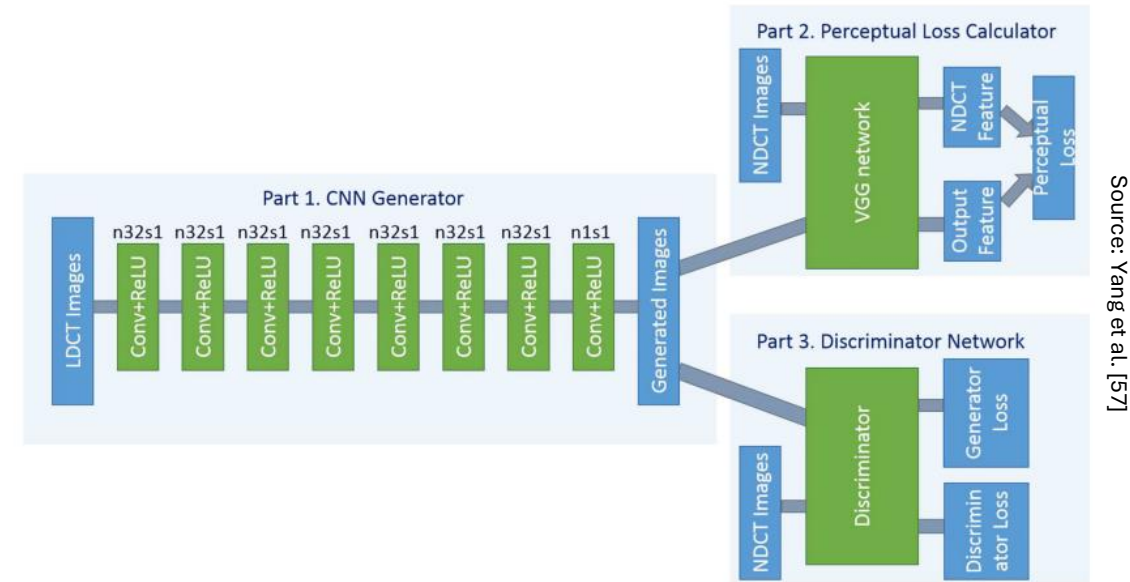 Part 1. CNN Generator
LDCT Images
n32s1 n32s1 n32s1 n32s1 n32s1 n32s1 n32s1 n1s1
Conv+ReLU
Conv+ReLU
Conv+ReLU
Conv+ReLU
Conv+ReLU
Conv+ReLU
Conv+ReLU
Conv+ReLU
Generated Images
Part 2. Perceptual Loss Calculator
NDCT Images
VGG network
NDCT
Feature
Output
Feature
Perceptual
Loss
Part 3. Discriminator Network
NDCT Images
Discriminator
Generator
Loss
Discrimin
ator Loss
Source: Yang et al. [57]